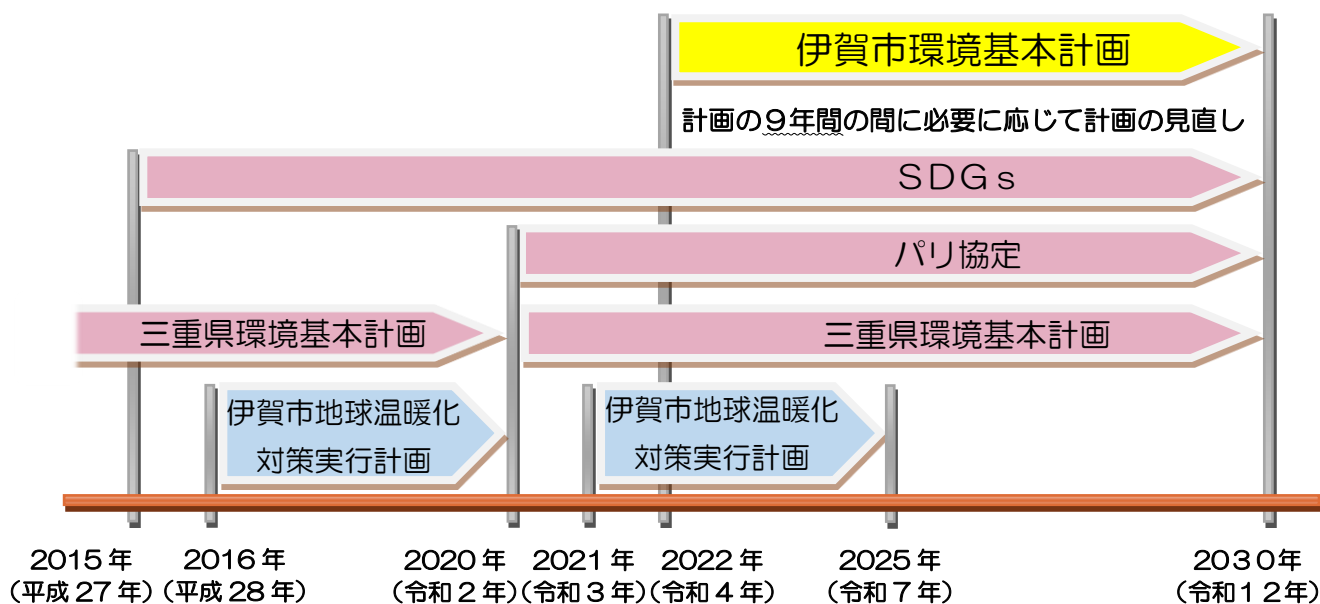 伊賀市環境基本計画
計画の９年間の間に必要に応じて計画の見直し
ＳＤＧｓ
パリ協定
三重県環境基本計画
三重県環境基本計画
伊賀市地球温暖化
対策実行計画
伊賀市地球温暖化
対策実行計画
2015年
（平成27年）
2016年
（平成28年）
2020年
（令和２年）
2021年
（令和３年）
2022年
（令和４年）
2025年
（令和７年）
2030年
（令和１２年）